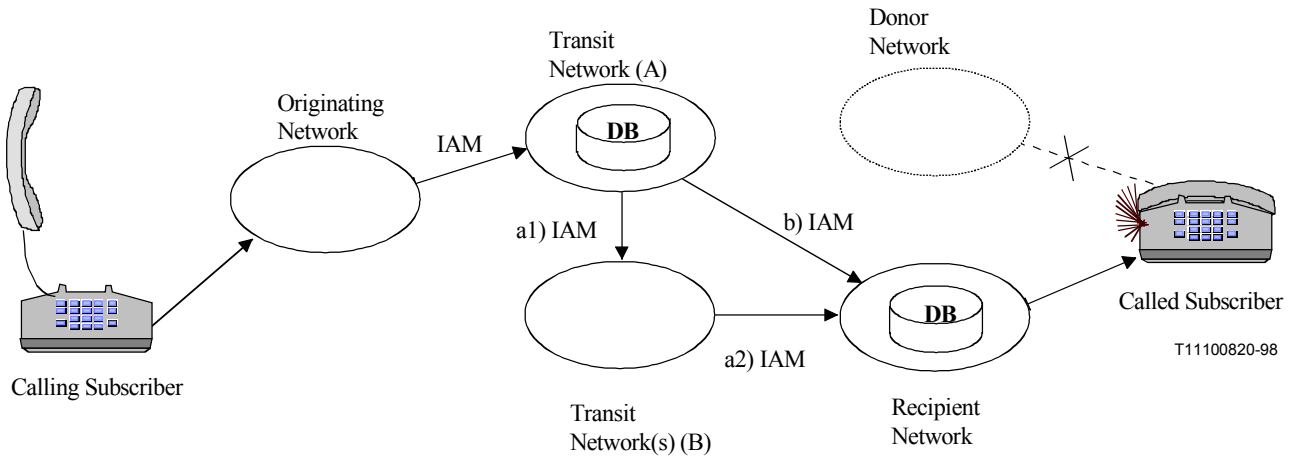 Donor
Network
Transit
Network (A)
DB
Originating
Network
IAM
a1) IAM
b) IAM
DB
Called Subscriber
a2) IAM
T11100820-98
Calling Subscriber
Transit
Network(s) (B)
Recipient
Network